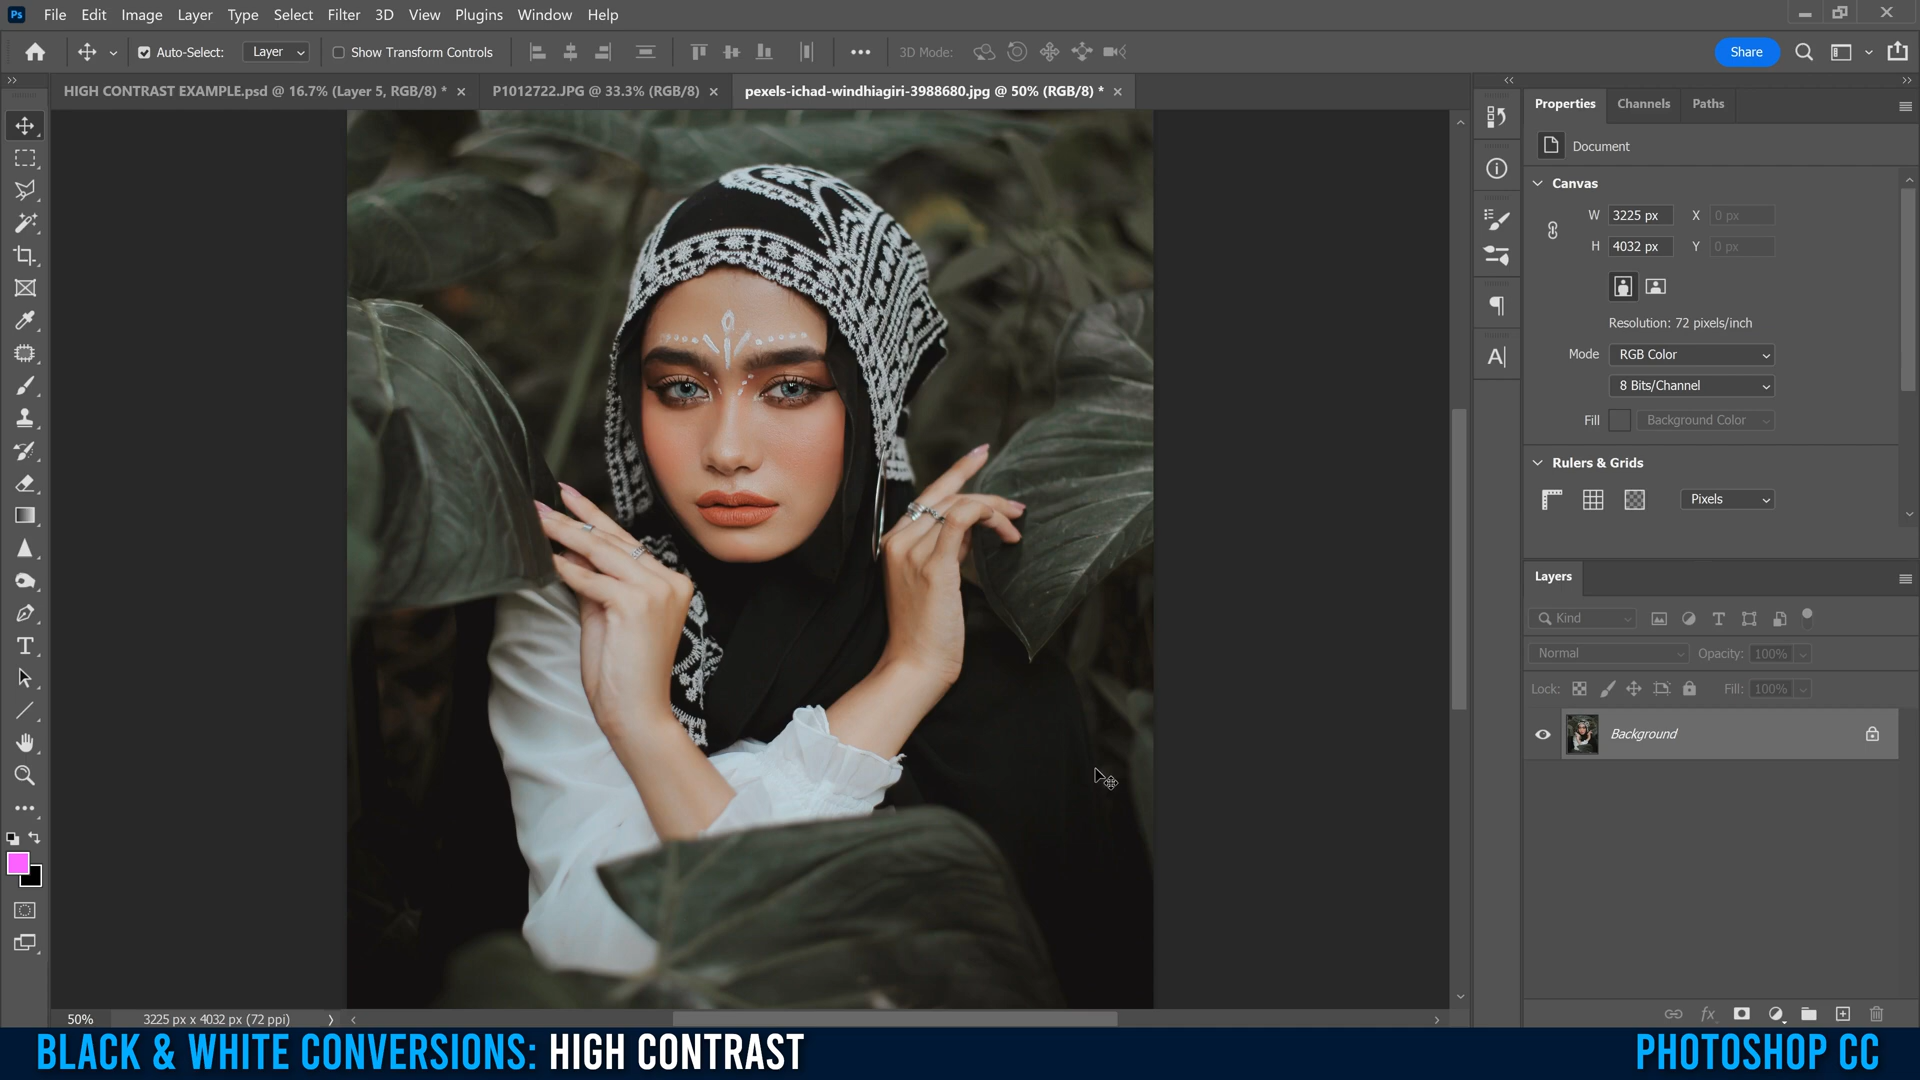 Ps File Edit Image Layer Type Select Filter 3D View Plugins Window Help
Auto-Select: Layer Show Transform Controls 3D Mode: Share
HIGH CONTRAST EXAMPLE.psd @ 16.7% (Layer 5, RGB/8) * P1012722.JPG @ 33.3% (RGB/8) pexels-ichad-windhiagiri-3988680.jpg @ 50% (RGB/8) *
Properties Channels Paths
Document
Canvas
W 3225 px X 0 px
H 4032 px Y 0 px
Resolution: 72 pixels/inch
Mode RGB Color
8 Bits/Channel
Fill Background Color
Rulers & Grids
Pixels
Layers
Kind
Normal Opacity: 100%
Lock: Fill: 100%
Background
50% 3225 px x 4032 px (72 ppi)
BLACK & WHITE CONVERSIONS: HIGH CONTRAST PHOTOSHOP CC